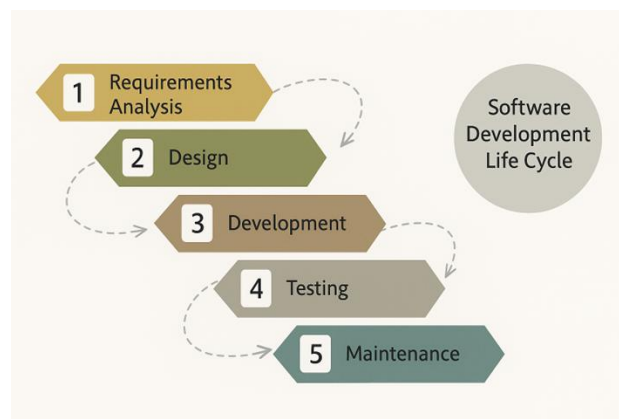 1
Requirements
Analysis
2
Design
3
Development
4
Testing
5
Maintenance
Software
Development
Life Cycle